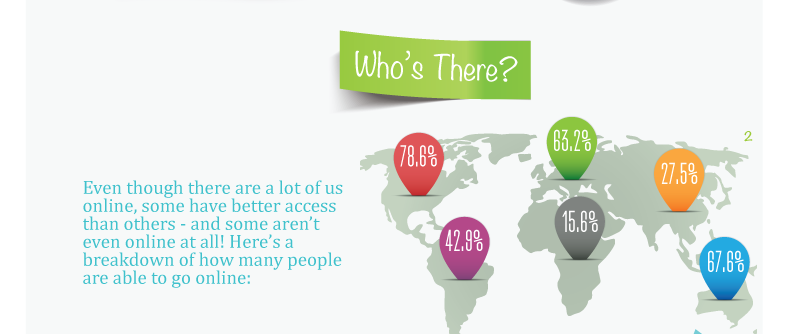 Who's There?
2
78.6%
63.2%
27.5%
15.6%
42.9%
67.6%
Even though there are a lot of us
online, some have better access
than others - and some aren't
even online at all! Here's a
breakdown of how many people
are able to go online: